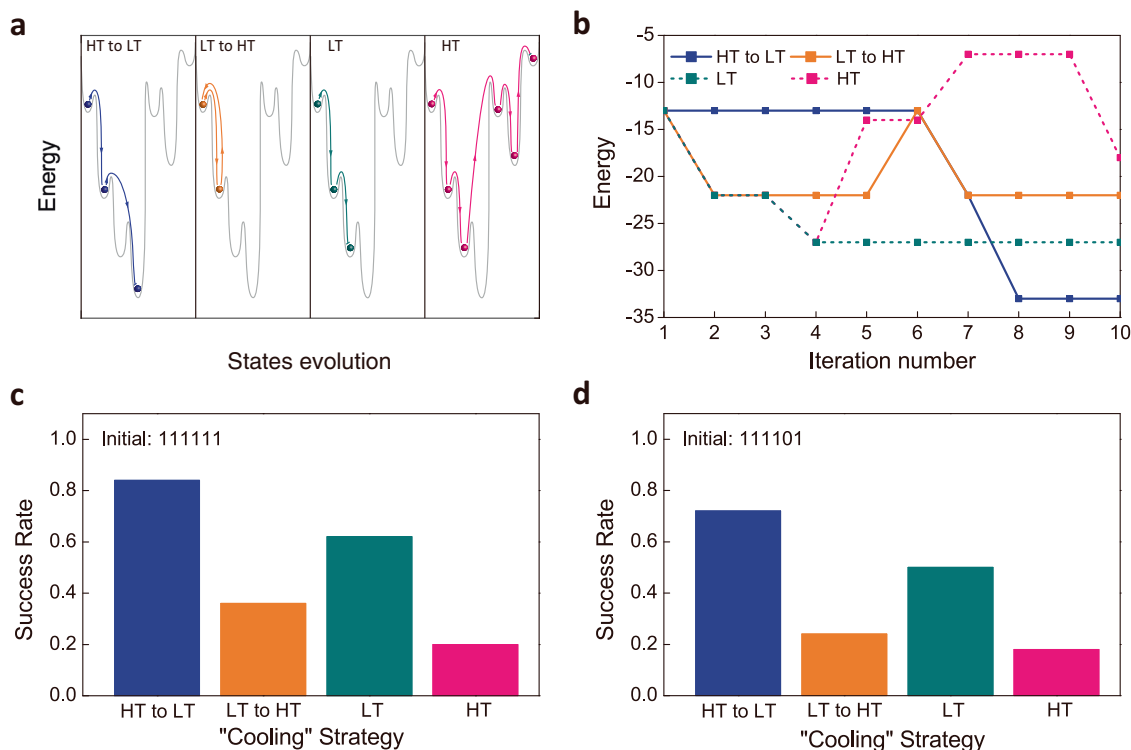 a
HT to LT
LT to HT
LT
HT
Energy
States evolution
b
-5
-10
-15
-20
-25
-30
-35
HT to LT
LT to HT
LT
HT
Energy
1 2 3 4 5 6 7 8 9 10
Iteration number
c
Initial: 111111
1.0
0.8
0.6
0.4
0.2
0.0
Success Rate
HT to LT
LT to HT
LT
HT
"Cooling" Strategy
d
Initial: 111101
1.0
0.8
0.6
0.4
0.2
0.0
Success Rate
HT to LT
LT to HT
LT
HT
"Cooling" Strategy